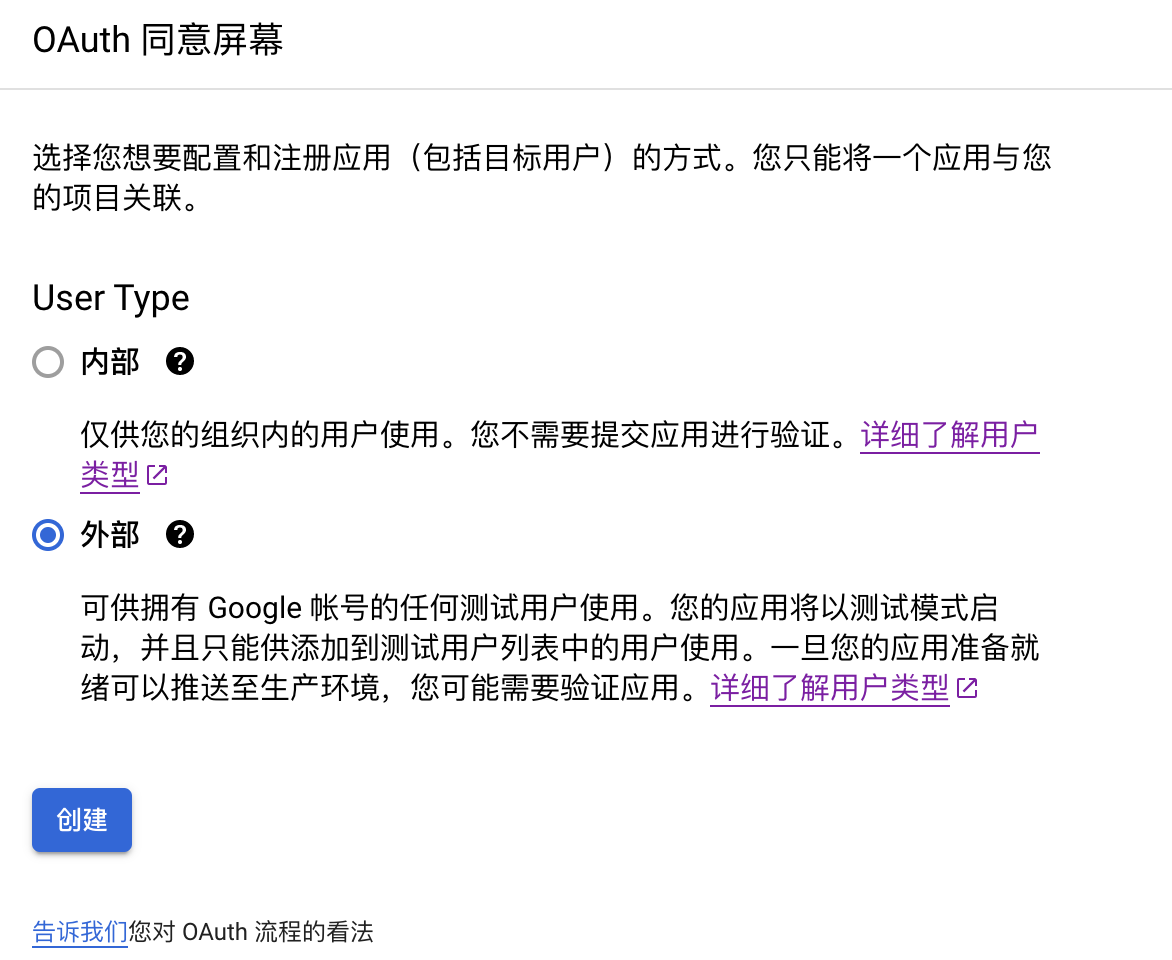 OAuth 同意屏幕
选择您想要配置和注册应用（包括目标用户）的方式。您只能将一个应用与您
的项目关联。
User Type
内部
仅供您的组织内的用户使用。您不需要提交应用进行验证。详细了解用户
类型
外部
可供拥有 Google 帐号的任何测试用户使用。您的应用将以测试模式启
动，并且只能供添加到测试用户列表中的用户使用。一旦您的应用准备就
绪可以推送至生产环境，您可能需要验证应用。详细了解用户类型
创建
告诉我们您对 OAuth 流程的看法